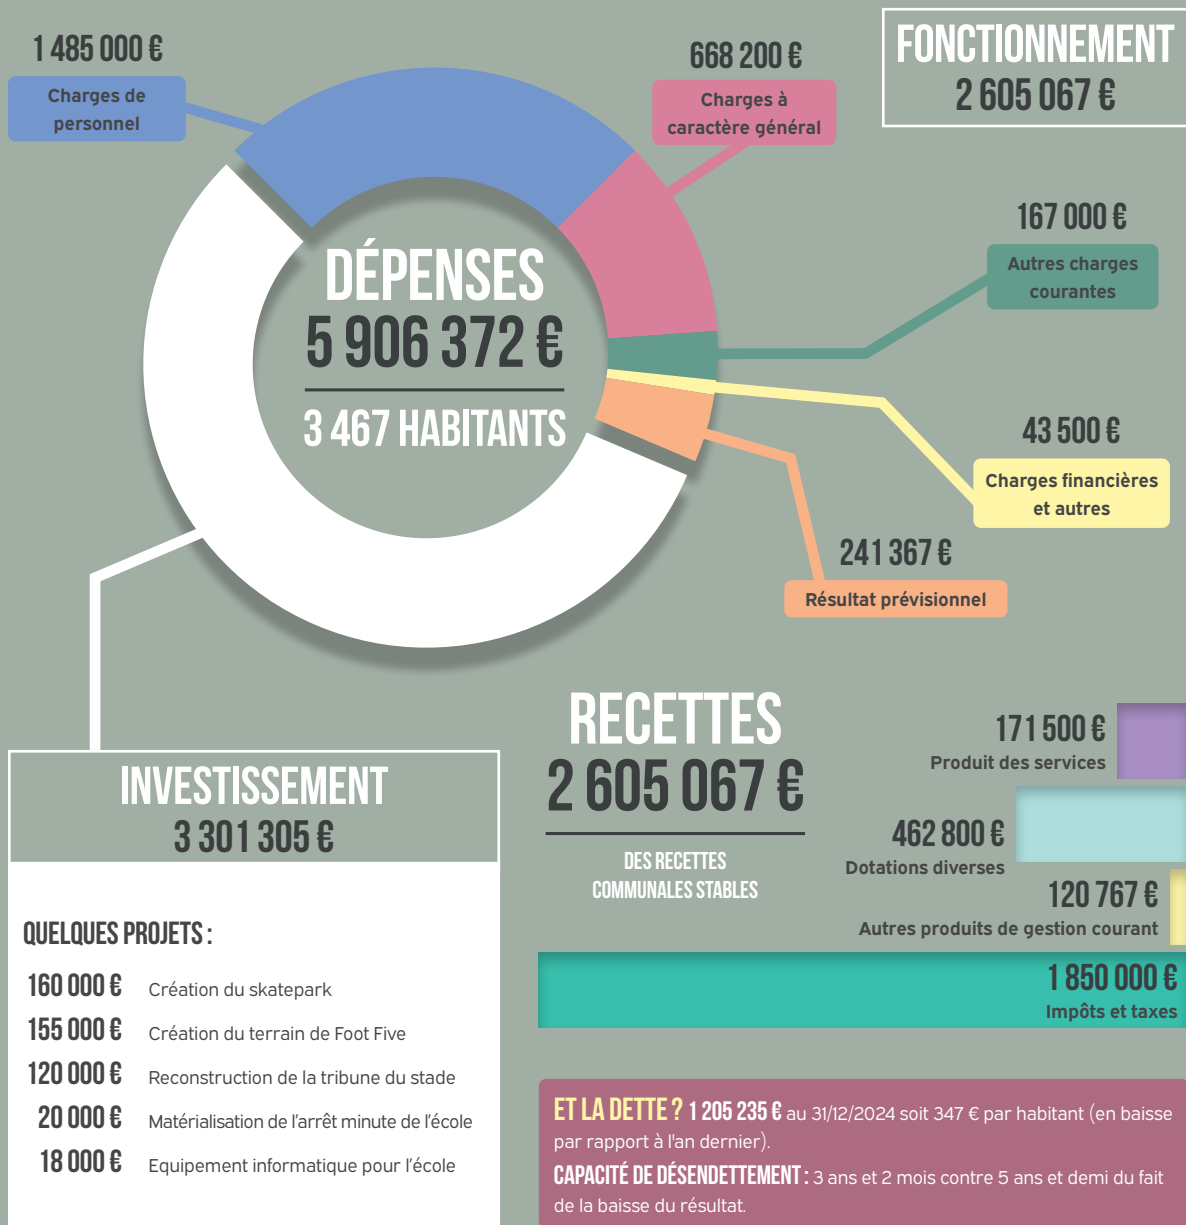 1 485 000 €
Charges de
personnel
668 200 €
Charges à
caractère général
FONCTIONNEMENT
2 605 067 €
167 000 €
Autres charges
courantes
DÉPENSES
5 906 372 €
3 467 HABITANTS
43 500 €
Charges financières
et autres
241 367 €
Résultat prévisionnel
INVESTISSEMENT
3 301 305 €
QUELQUES PROJETS :
160 000 € Création du skatepark
155 000 € Création du terrain de Foot Five
120 000 € Reconstruction de la tribune du stade
20 000 € Matérialisation de l'arrêt minute de l'école
18 000 € Equipement informatique pour l'école
RECETTES
2 605 067 €
DES RECETTES
COMMUNALES STABLES
171 500 €
Produit des services
462 800 €
Dotations diverses
120 767 €
Autres produits de gestion courant
1 850 000 €
Impôts et taxes
ET LA DETTE ? 1 205 235 € au 31/12/2024 soit 347 € par habitant (en baisse
par rapport à l'an dernier).
CAPACITÉ DE DÉSENDETTEMENT : 3 ans et 2 mois contre 5 ans et demi du fait
de la baisse du résultat.